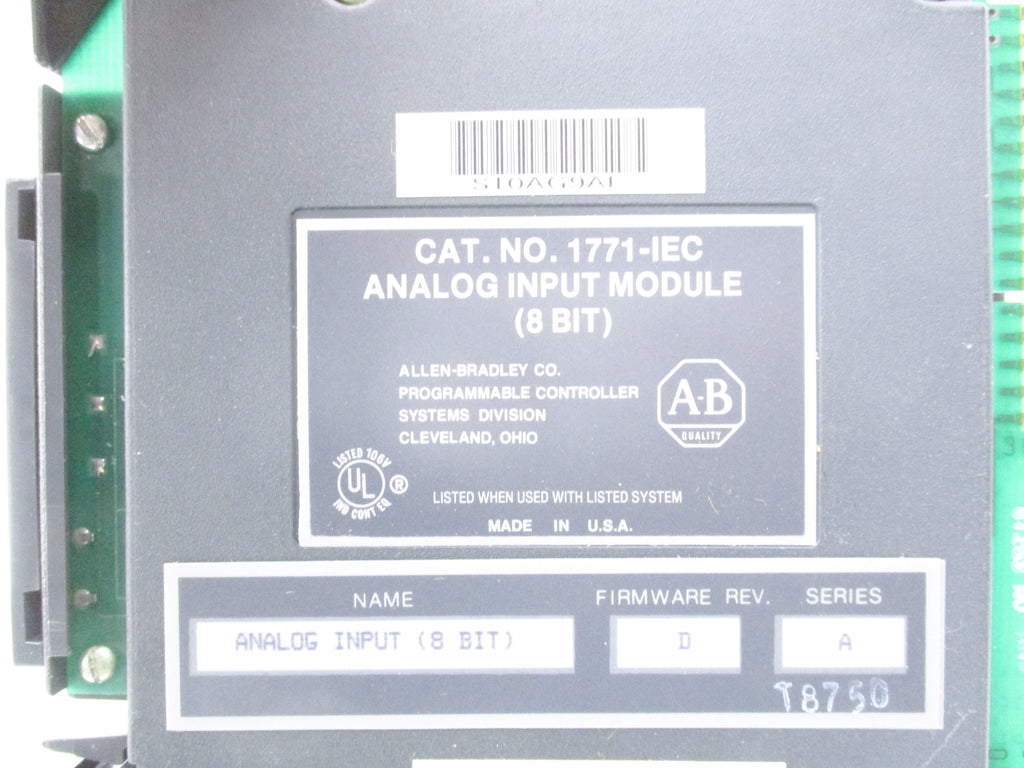 CAT. NO. 1771-IEC
ANALOG INPUT MODULE
(8 BIT)
ALLEN-BRADLEY CO.
PROGRAMMABLE CONTROLLER
SYSTEMS DIVISION
CLEVELAND, OHIO
A-B
QUALITY
LISTED 106V
UL ®
IND CONT EQ
LISTED WHEN USED WITH LISTED SYSTEM
MADE IN U.S.A.
NAME FIRMWARE REV. SERIES
ANALOG INPUT (8 BIT) D A
T8750